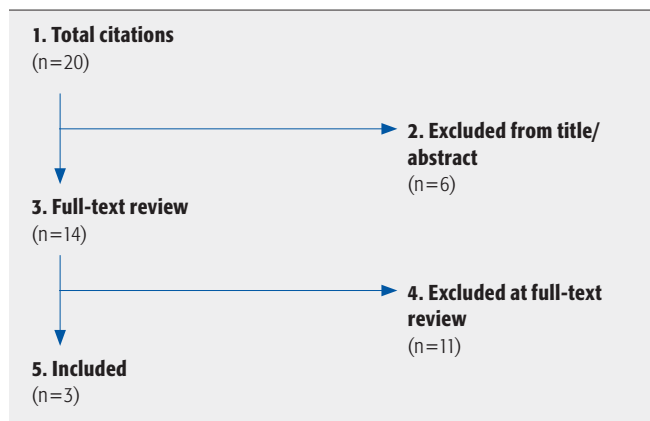 1. Total citations
(n=20)
2. Excluded from title/
abstract
(n=6)
3. Full-text review
(n=14)
4. Excluded at full-text
review
(n=11)
5. Included
(n=3)